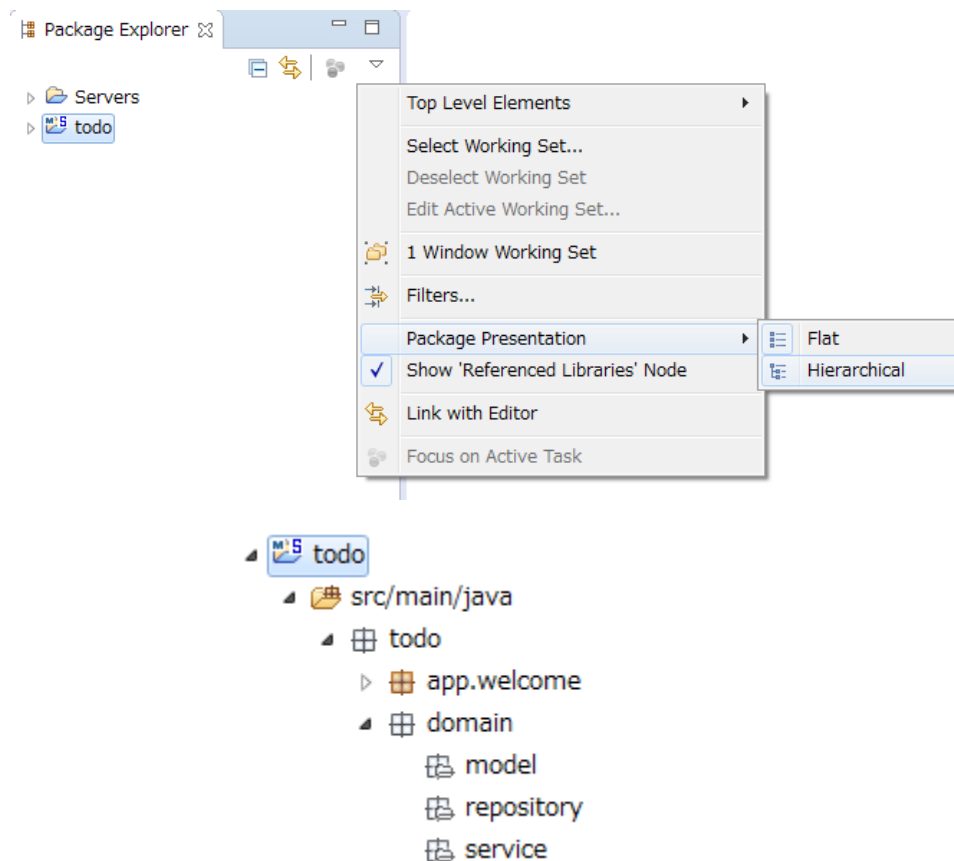 Package Explorer
Servers
todo
Top Level Elements
Select Working Set...
Deselect Working Set
Edit Active Working Set...
1 Window Working Set
Filters...
Package Presentation
Flat
Show 'Referenced Libraries' Node
Hierarchical
Link with Editor
Focus on Active Task
todo
src/main/java
todo
app.welcome
domain
model
repository
service